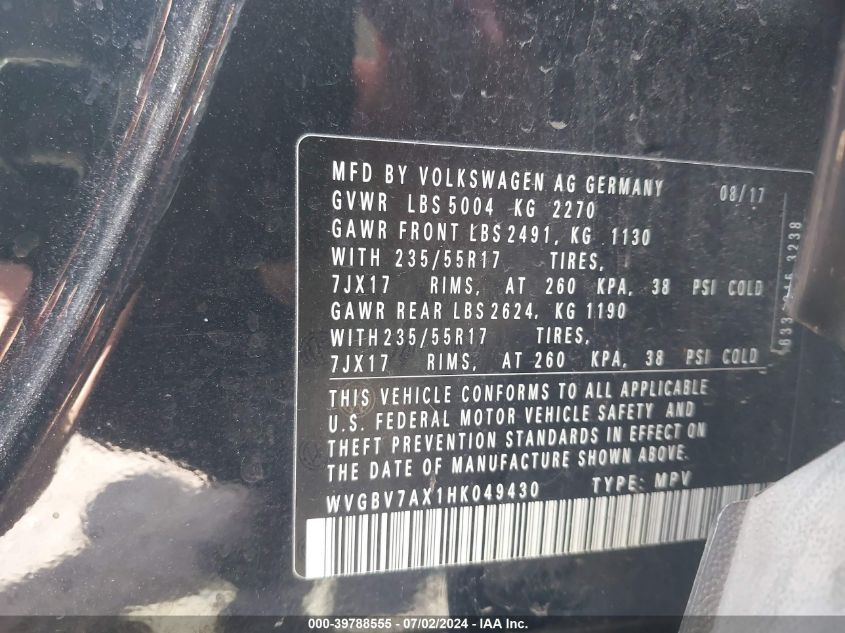 MFD BY VOLKSWAGEN AG GERMANY 08/17
GVWR LBS 5004 KG 2270
GAWR FRONT LBS 2491, KG 1130
WITH 235/55R17 TIRES,
7JX17 RIMS, AT 260 KPA, 38 PSI COLD
GAWR REAR LBS 2624, KG 1190
WITH 235/55R17 TIRES,
7JX17 RIMS, AT 260 KPA, 38 PSI COLD
THIS VEHICLE CONFORMS TO ALL APPLICABLE
U.S. FEDERAL MOTOR VEHICLE SAFETY AND
THEFT PREVENTION STANDARDS IN EFFECT ON
THE DATE OF MANUFACTURE SHOWN ABOVE.
WVGBV7AX1HK049430 TYPE: MPV
3238
000-39788555 - 07/02/2024 - IAA Inc.